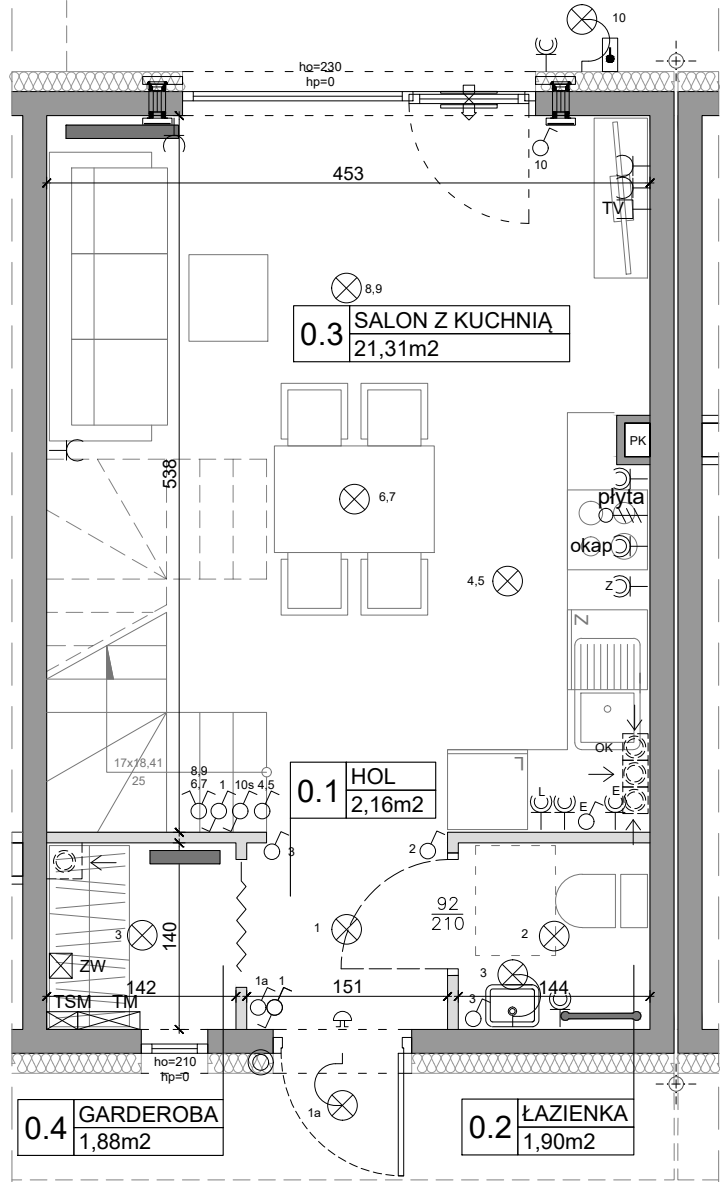 10
ho=230
hp=0
10
453
TV
8,9
0.3
SALON Z KUCHNIĄ
21,31m2
PK
538
6,7
płyta
okap
4,5
Z
Z
17x18,41
25
8,9
6,7 1 10s 4,5
OK
0.1
HOL
2,16m2
L
E
E
3
2
92
210
1
2
3
140
ZW
3
142
151
144
TSM TM
1a 1
3
ho=210
hp=0
1a
0.4
GARDEROBA
1,88m2
0.2
ŁAZIENKA
1,90m2